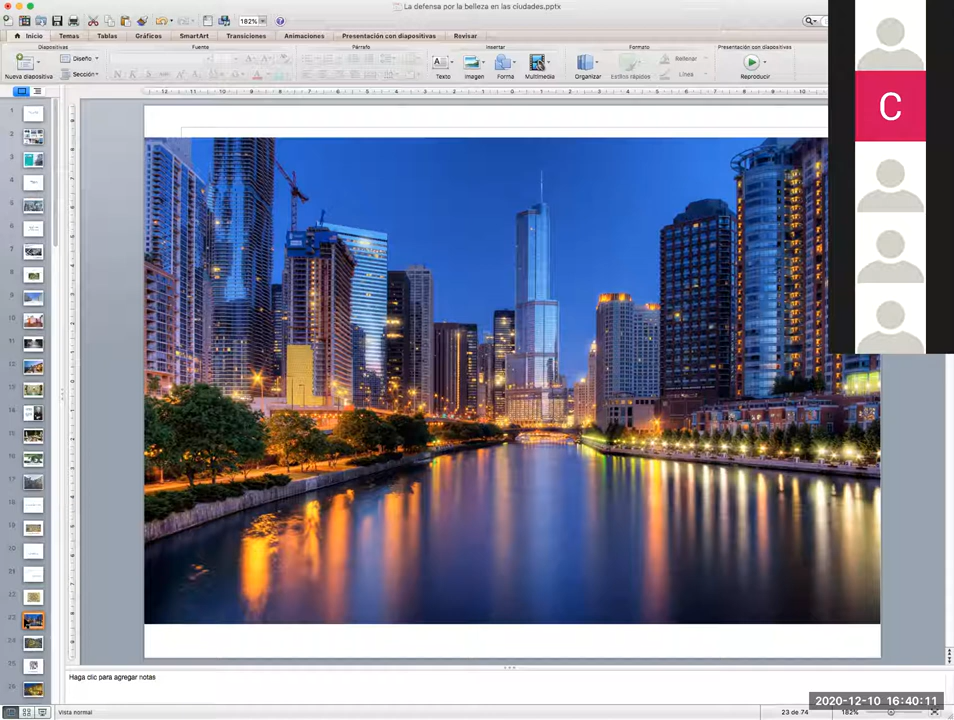 La defensa por la belleza en las ciudades.pptx
182%
Inicio
Temas
Tablas
Gráficos
SmartArt
Transiciones
Animaciones
Presentación con diapositivas
Revisar
Diapositivas
Fuente
Párrafo
Insertar
Formato
Presentación con diapositivas
Nueva diapositiva
Diseño
Sección
Texto
Imagen
Forma
Multimedia
Organizar
Estilos rápidos
Rellenar
Línea
Reproducir
C
Haga clic para agregar notas
2020-12-10 16:40:11
Vista normal
23 de 74
182%